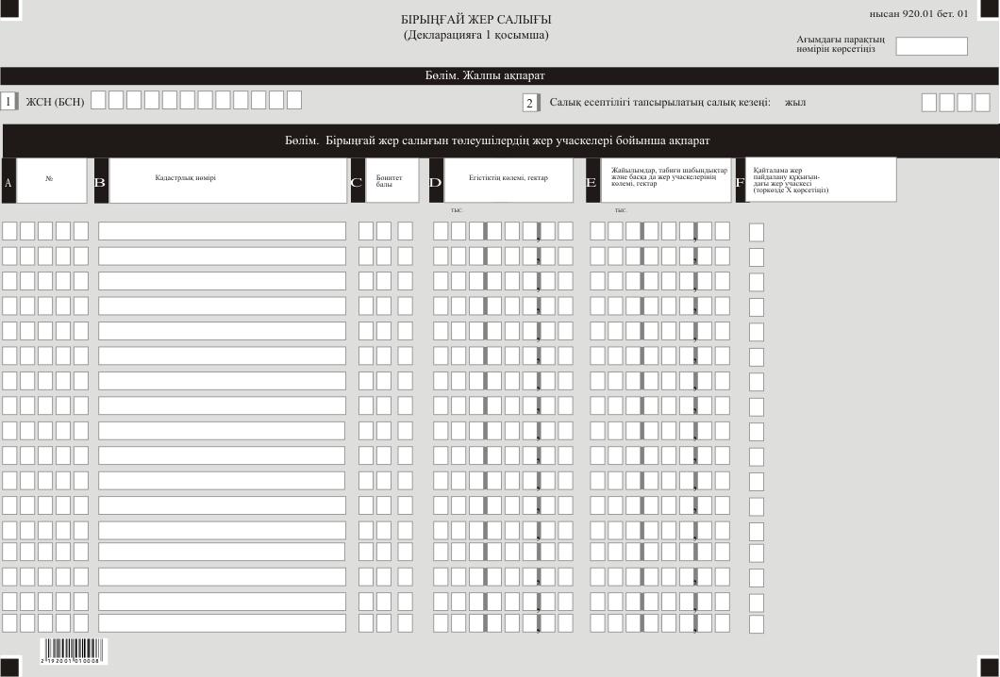 нысан 920.01 бет. 01
БІРЫҢҒАЙ ЖЕР САЛЫҒЫ
(Декларацияға 1 қосымша)
Ағымдағы парақтың
нөмірін көрсетіңіз
Бөлім. Жалпы ақпарат
1 ЖСН (БСН)
2 Салық есептілігі тапсырылатың салық кезеңі: жыл
Бөлім. Бірыңғай жер салығын төлеушілердің жер учаскелері бойынша ақпарат
A №
B Кадастрлық нөмірі
C Бонитет
балы
D Егістіктің көлемі, гектар
E Жайылымдар, табиғи шабындықтар
және басқа да жер учаскелерінің
көлемі, гектар
F Қайталама жер
пайдалану құқығын-
дағы жер учаскесі
(торкөзде X көрсетіңіз)
тыс. тыс.
2 192001 010008